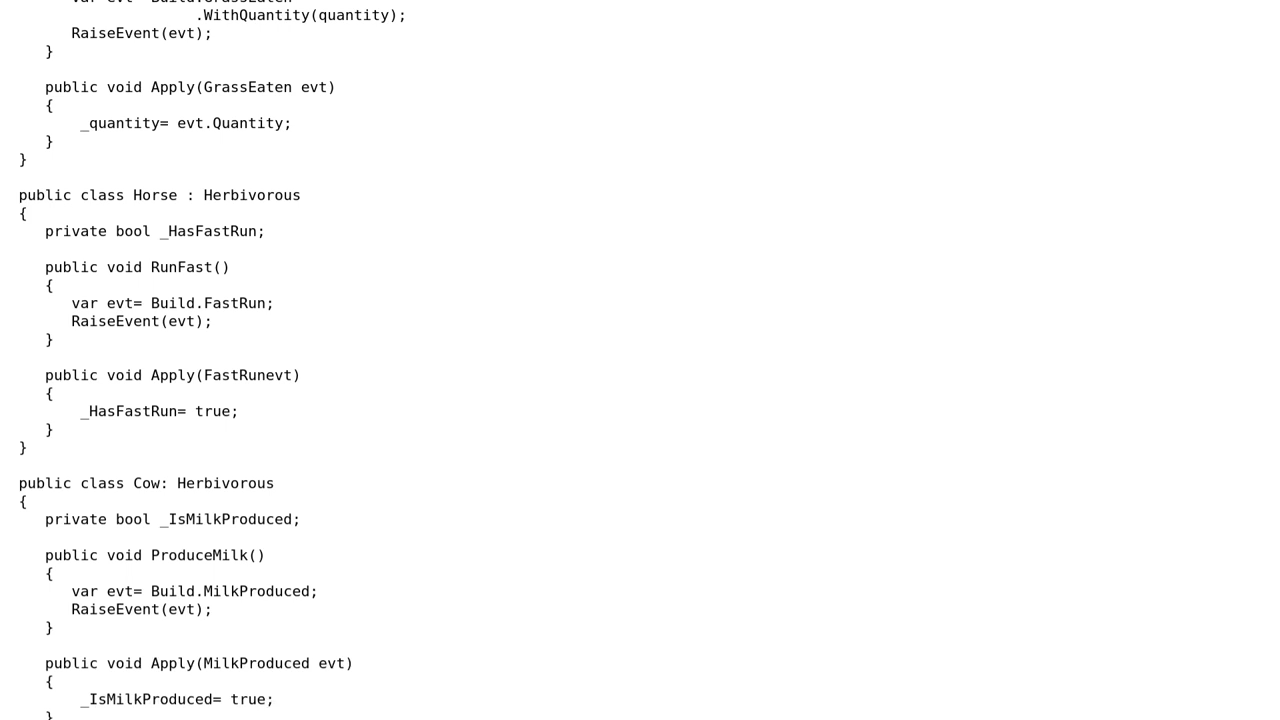 .WithQuantity(quantity);
RaiseEvent(evt);
}
public void Apply(GrassEaten evt)
{
_quantity= evt.Quantity;
}
}
public class Horse : Herbivorous
{
private bool _HasFastRun;
public void RunFast()
{
var evt= Build.FastRun;
RaiseEvent(evt);
}
public void Apply(FastRunevt)
{
_HasFastRun= true;
}
}
public class Cow: Herbivorous
{
private bool _IsMilkProduced;
public void ProduceMilk()
{
var evt= Build.MilkProduced;
RaiseEvent(evt);
}
public void Apply(MilkProduced evt)
{
_IsMilkProduced= true;
}